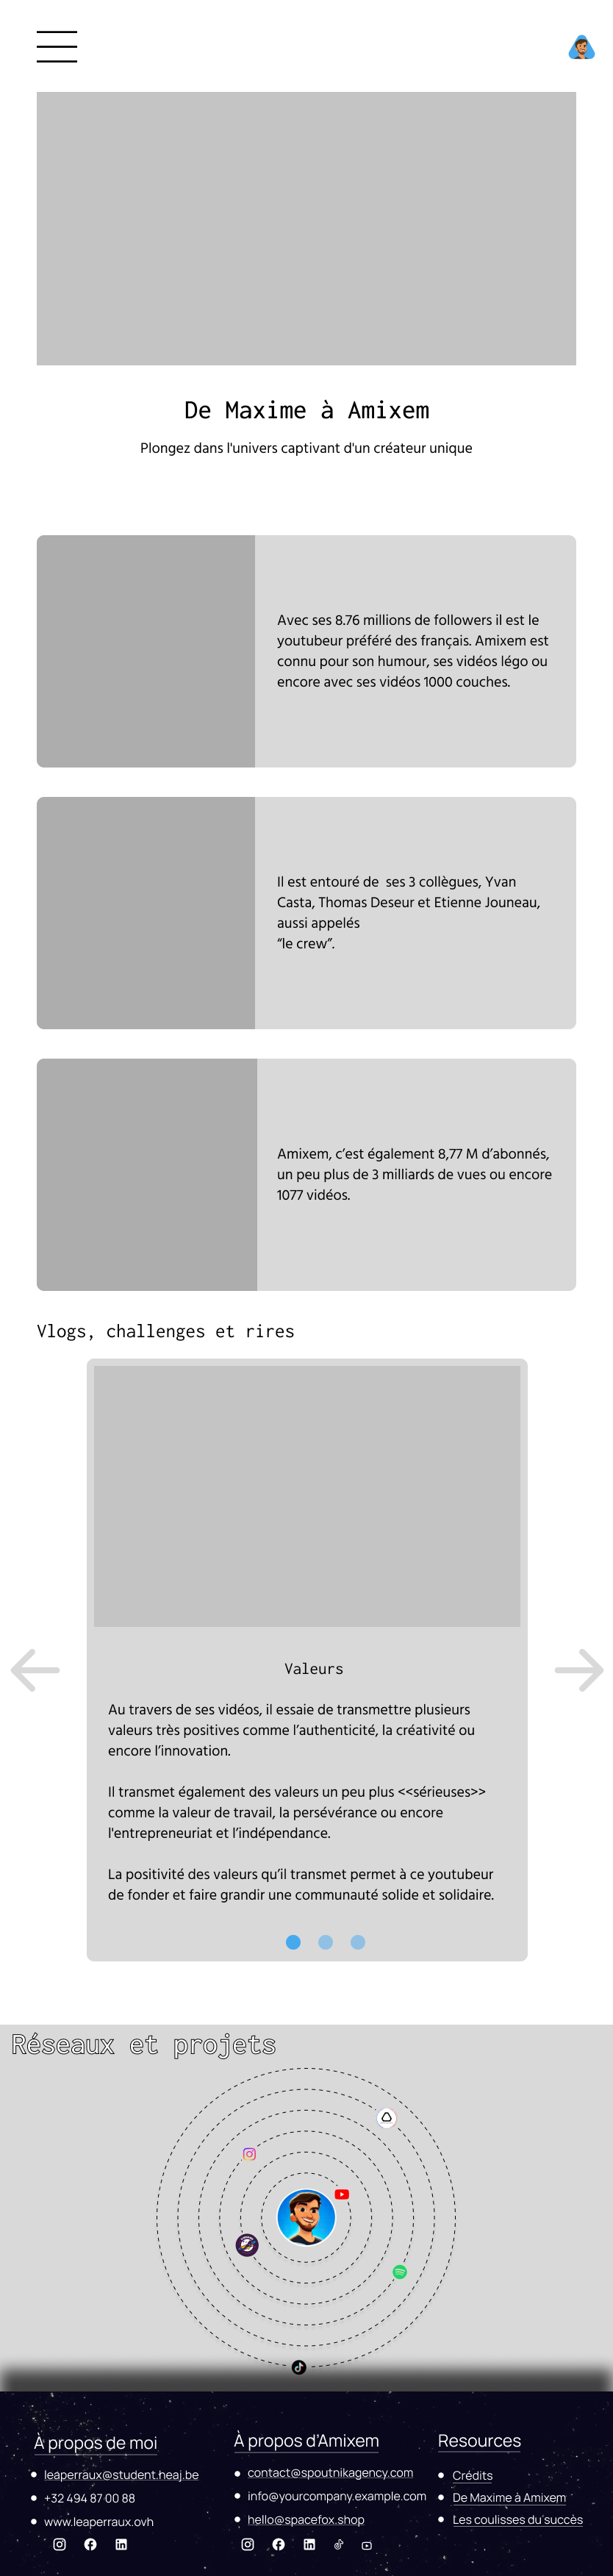 De Maxime à Amixem
Plongez dans l'univers captivant d'un créateur unique
Avec ses 8.76 millions de followers il est le
youtubeur préféré des français. Amixem est
connu pour son humour, ses vidéos légo ou
encore avec ses vidéos 1000 couches.
Il est entouré de  ses 3 collègues, Yvan
Casta, Thomas Deseur et Etienne Jouneau,
aussi appelés
“le crew”.
Amixem, c’est également 8,77 M d’abonnés,
un peu plus de 3 milliards de vues ou encore
1077 vidéos.
Vlogs, challenges et rires
Valeurs
Au travers de ses vidéos, il essaie de transmettre plusieurs
valeurs très positives comme l’authenticité, la créativité ou
encore l’innovation.
Il transmet également des valeurs un peu plus <<sérieuses>>
comme la valeur de travail, la persévérance ou encore
l'entrepreneuriat et l’indépendance.
La positivité des valeurs qu’il transmet permet à ce youtubeur
de fonder et faire grandir une communauté solide et solidaire.
Réseaux et projets
À propos de moi
leaperraux@student.heaj.be
+32 494 87 00 88
www.leaperraux.ovh
À propos d’Amixem
contact@spoutnikagency.com
info@yourcompany.example.com
hello@spacefox.shop
Resources
Crédits
De Maxime à Amixem
Les coulisses du succès